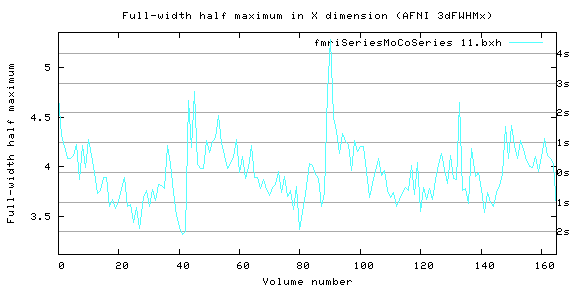 Full-width half maximum in X dimension (AFNI 3dFWHMx)
fmriSeriesMoCoSeries 11.bxh
Full-width half maximum
5
4.5
4
3.5
4s
3s
2s
1s
0s
1s
2s
0 20 40 60 80 100 120 140 160
Volume number